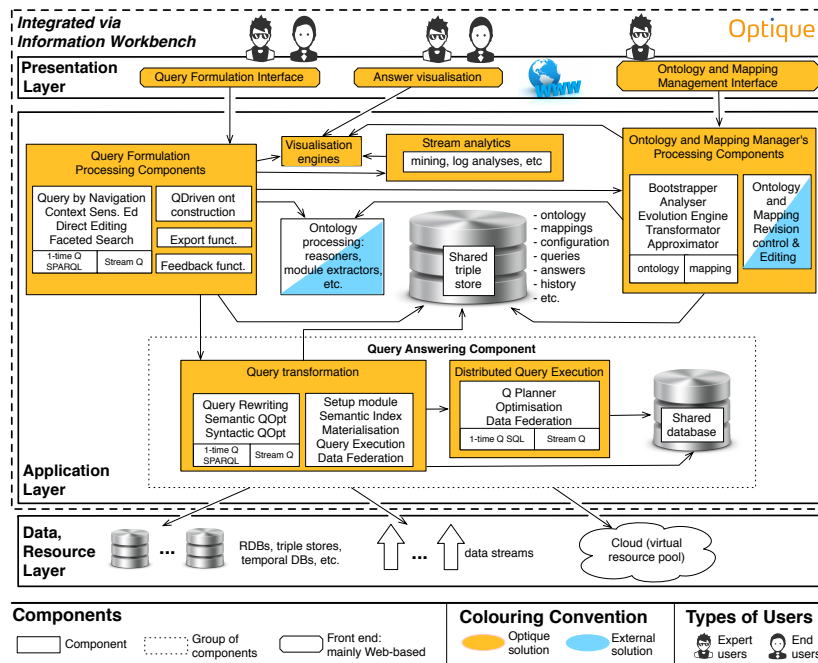 Integrated via
Information Workbench
Optique
Presentation
Layer
Query Formulation Interface
Answer visualisation
WWW
Ontology and Mapping
Management Interface
Query Formulation
Processing Components
Query by Navigation
Context Sens. Ed
Direct Editing
Faceted Search
1-time Q
SPARQL
Stream Q
QDriven ont
construction
Export funct.
Feedback funct.
Visualisation
engines
Stream analytics
mining, log analyses, etc
Ontology
processing:
reasoners,
module extractors,
etc.
Shared
triple
store
- ontology
- mappings
- configuration
- queries
- answers
- history
- etc.
Ontology and Mapping Manager's
Processing Components
Bootstrapper
Analyser
Evolution Engine
Transformator
Approximator
ontology
mapping
Ontology
and
Mapping
Revision
control &
Editing
Query Answering Component
Query transformation
Query Rewriting
Semantic QOpt
Syntactic QOpt
1-time Q
SPARQL
Stream Q
Setup module
Semantic Index
Materialisation
Query Execution
Data Federation
Distributed Query Execution
Q Planner
Optimisation
Data Federation
1-time Q SQL
Stream Q
Shared
database
Application
Layer
Data,
Resource
Layer
...
RDBs, triple stores,
temporal DBs, etc.
...
data streams
Cloud (virtual
resource pool)
Components
Component
Group of
components
Front end:
mainly Web-based
Colouring Convention
Optique
solution
External
solution
Types of Users
Expert
users
End
users